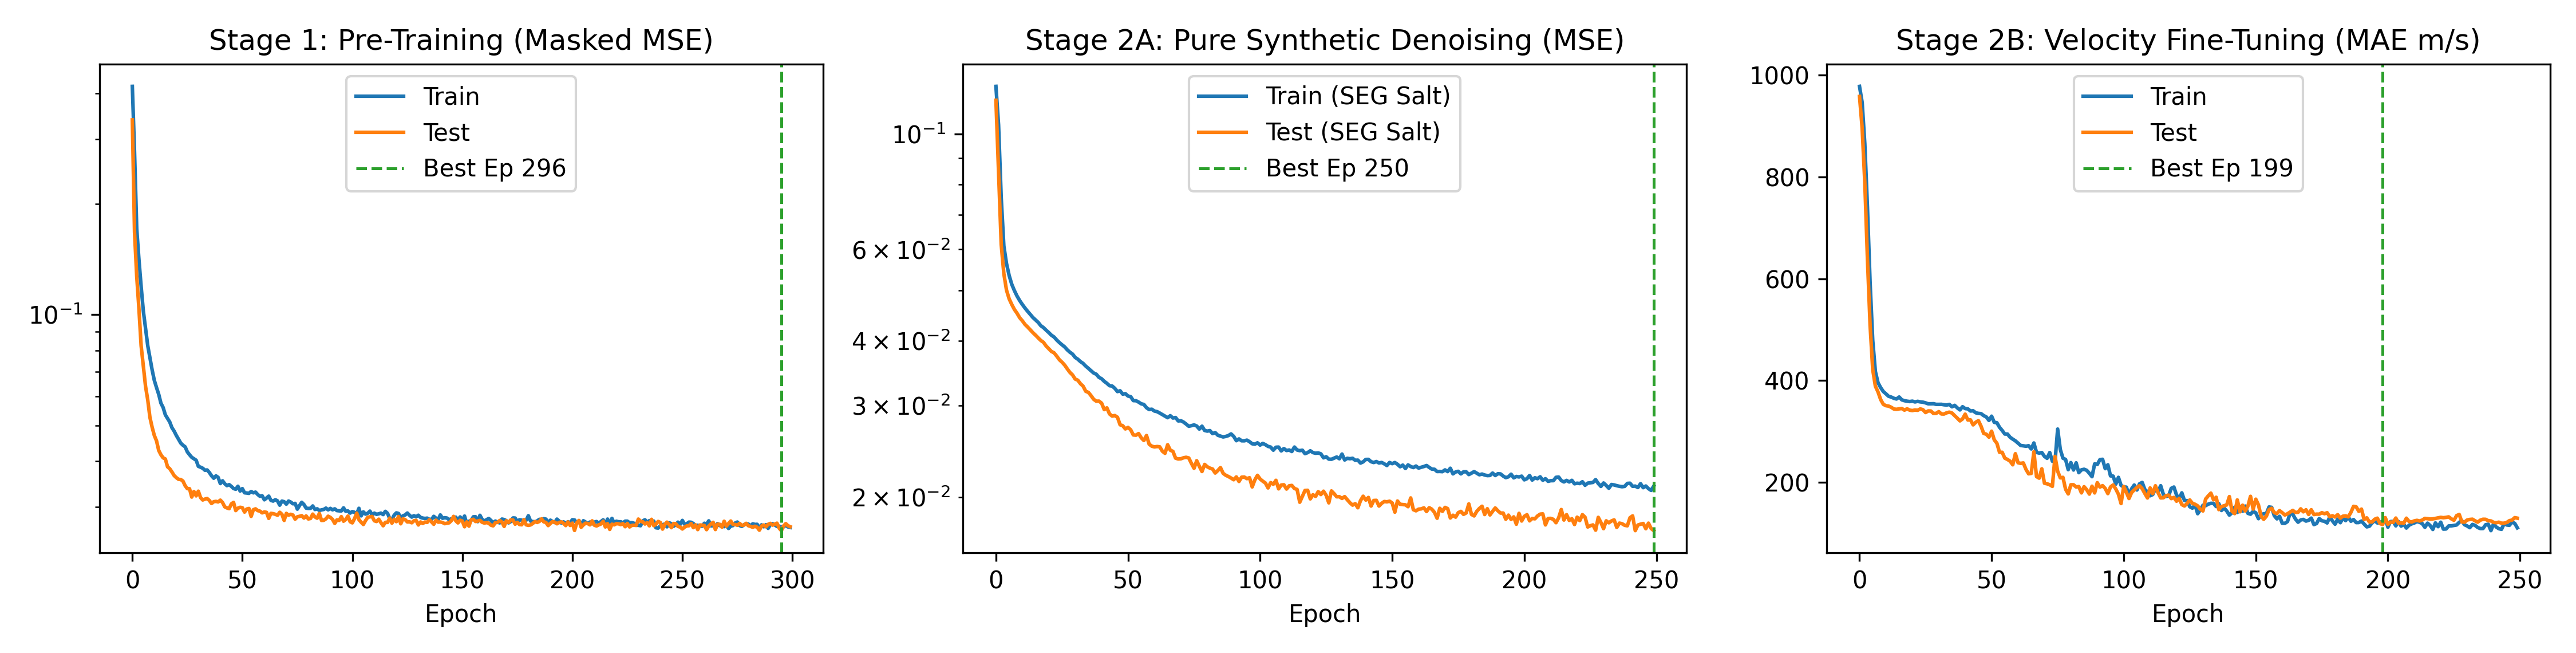 Stage 1: Pre-Training (Masked MSE)
Train
Test
Best Ep 296
10⁻¹
0 50 100 150 200 250 300
Epoch
Stage 2A: Pure Synthetic Denoising (MSE)
Train (SEG Salt)
Test (SEG Salt)
Best Ep 250
10⁻¹
6 × 10⁻²
4 × 10⁻²
3 × 10⁻²
2 × 10⁻²
0 50 100 150 200 250
Epoch
Stage 2B: Velocity Fine-Tuning (MAE m/s)
Train
Test
Best Ep 199
1000
800
600
400
200
0 50 100 150 200 250
Epoch